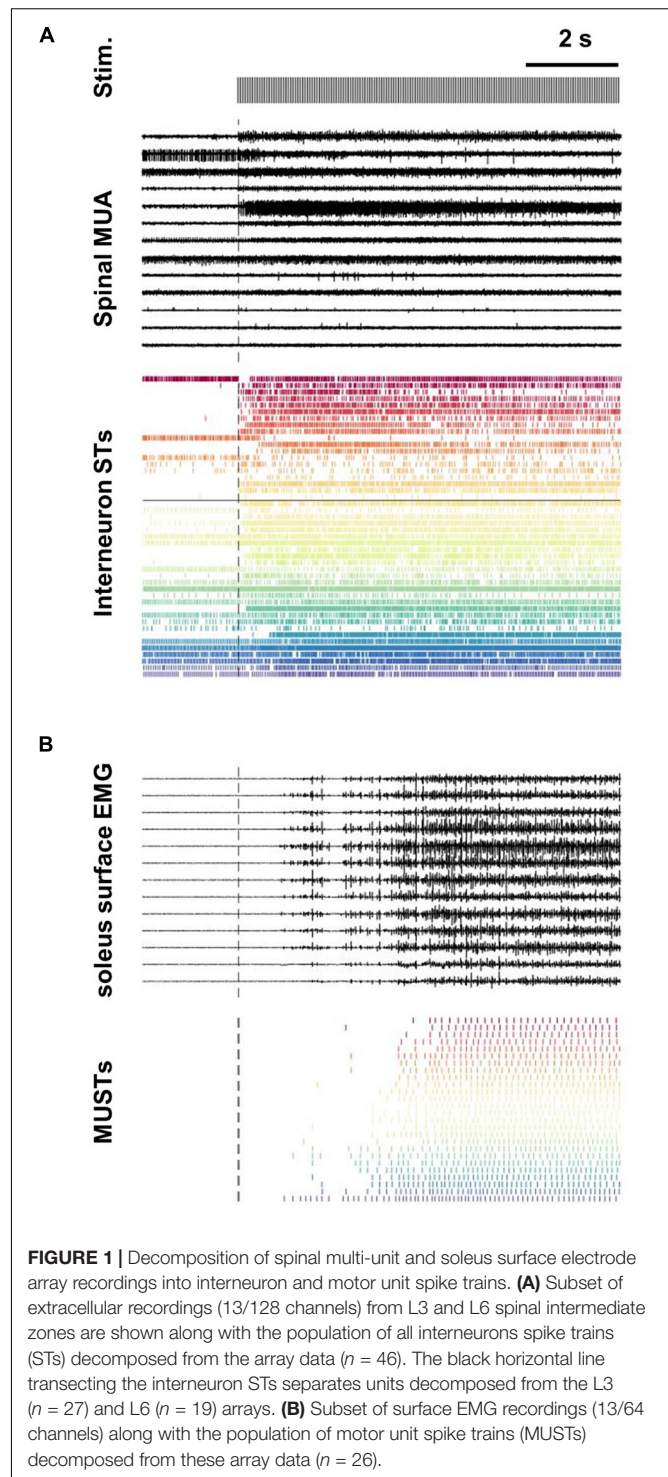 A
Stim.
2 s
Spinal MUA
Interneuron STs
B
soleus surface EMG
MUSTs
FIGURE 1 | Decomposition of spinal multi-unit and soleus surface electrode
array recordings into interneuron and motor unit spike trains. (A) Subset of
extracellular recordings (13/128 channels) from L3 and L6 spinal intermediate
zones are shown along with the population of all interneurons spike trains
(STs) decomposed from the array data (n = 46). The black horizontal line
transecting the interneuron STs separates units decomposed from the L3
(n = 27) and L6 (n = 19) arrays. (B) Subset of surface EMG recordings (13/64
channels) along with the population of motor unit spike trains (MUSTs)
decomposed from these array data (n = 26).